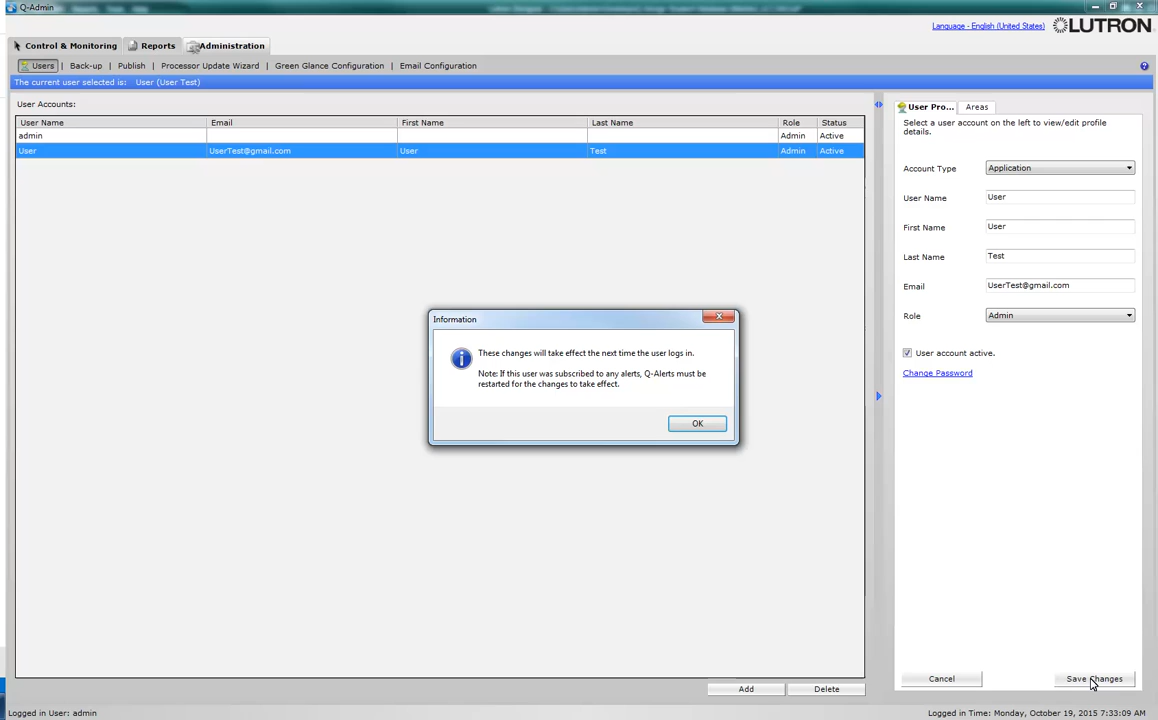 Q-Admin
Language - English (United States)
LUTRON
Control & Monitoring
Reports
Administration
Users | Back-up | Publish | Processor Update Wizard | Green Glance Configuration | Email Configuration
The current user selected is: User (User Test)
User Accounts:
User Name Email First Name Last Name Role Status
admin Admin Active
User UserTest@gmail.com User Test Admin Active
User Pro... Areas
Select a user account on the left to view/edit profile
details.
Account Type Application
User Name User
First Name User
Last Name Test
Email UserTest@gmail.com
Role Admin
User account active.
Change Password
Information
These changes will take effect the next time the user logs in.
Note: If this user was subscribed to any alerts, Q-Alerts must be
restarted for the changes to take effect.
OK
Cancel Save Changes
Add Delete
Logged in User: admin
Logged in Time: Monday, October 19, 2015 7:33:09 AM